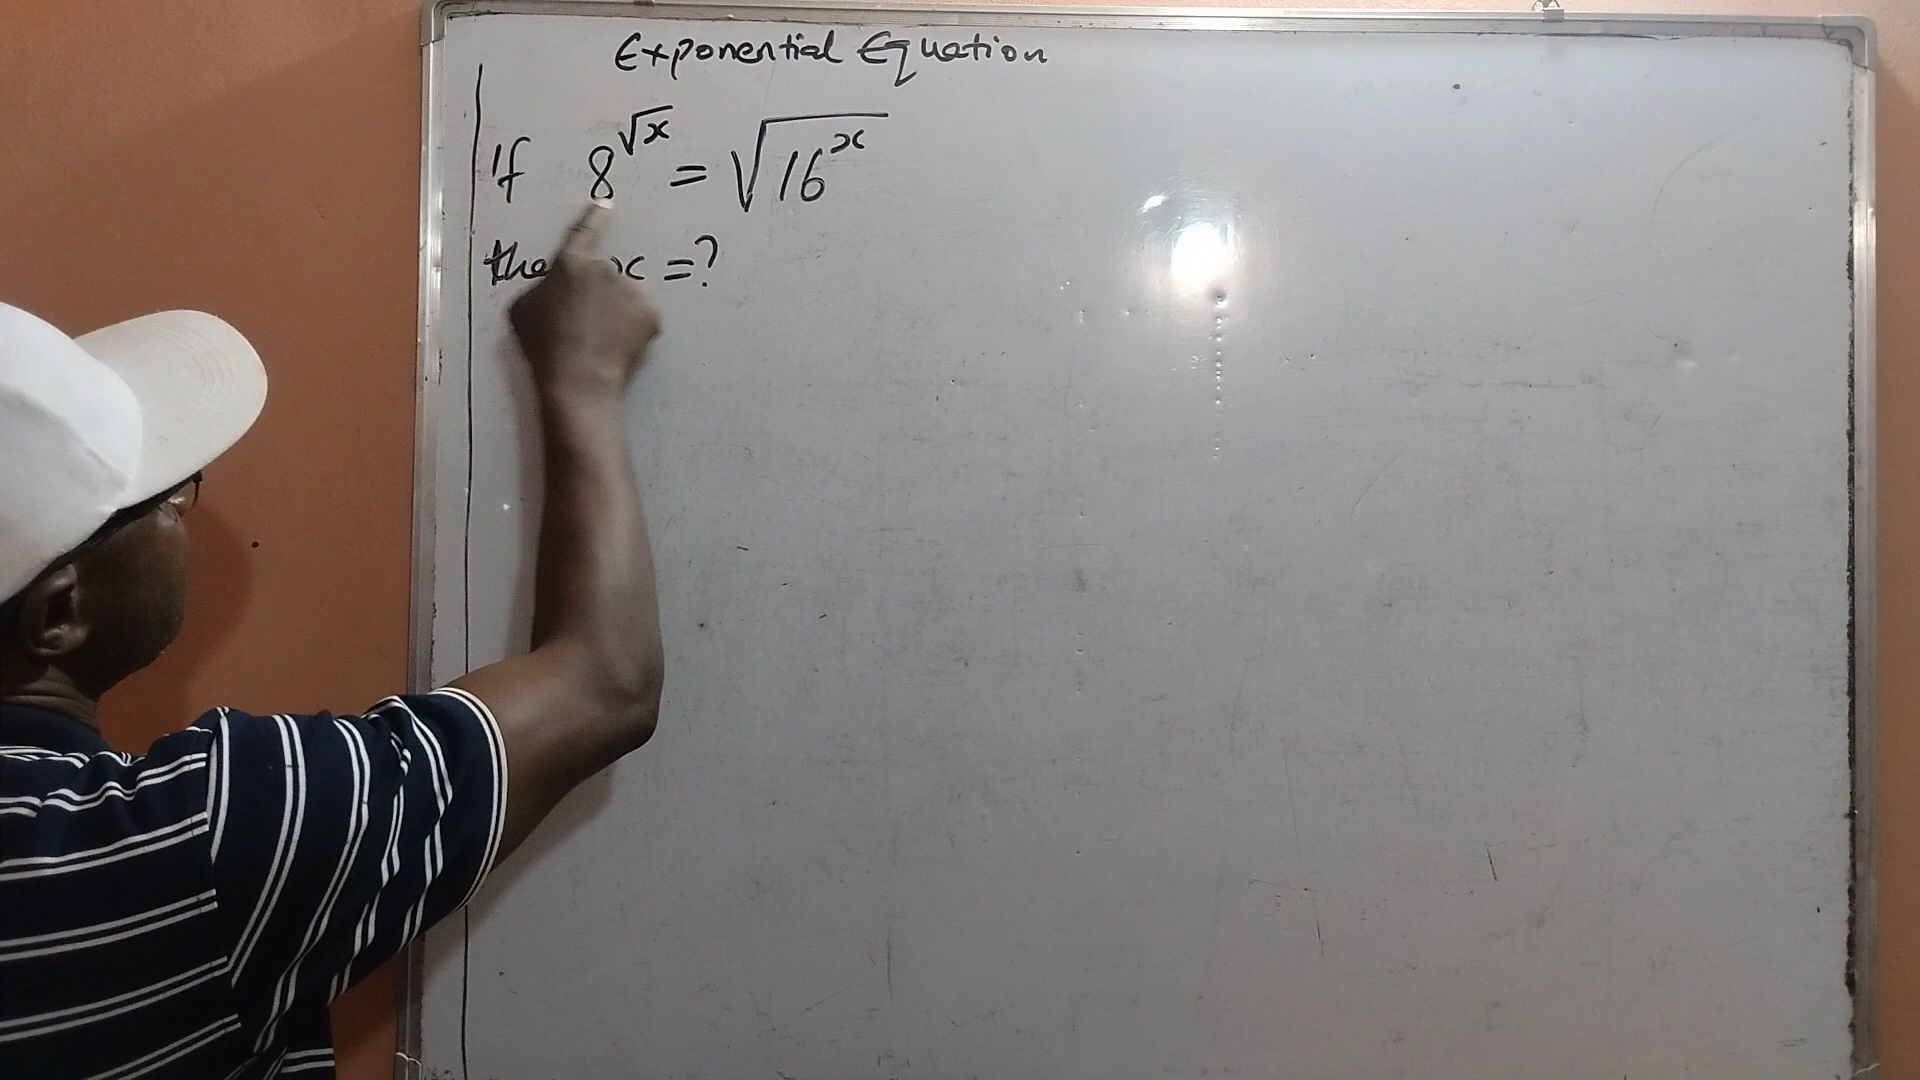 Exponential Equation
If 8^√x = √(16^x)
x =?